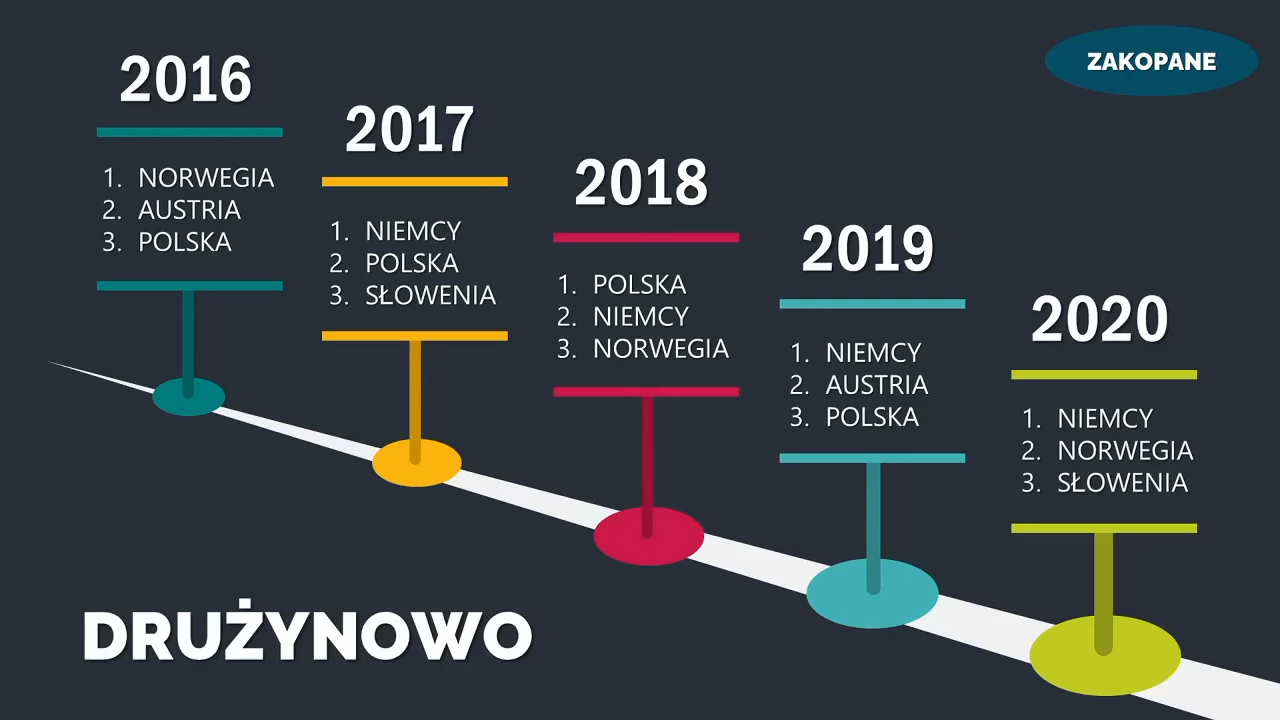 ZAKOPANE
2016
1. NORWEGIA
2. AUSTRIA
3. POLSKA
2017
1. NIEMCY
2. POLSKA
3. SŁOWENIA
2018
1. POLSKA
2. NIEMCY
3. NORWEGIA
2019
1. NIEMCY
2. AUSTRIA
3. POLSKA
2020
1. NIEMCY
2. NORWEGIA
3. SŁOWENIA
DRUŻYNOWO